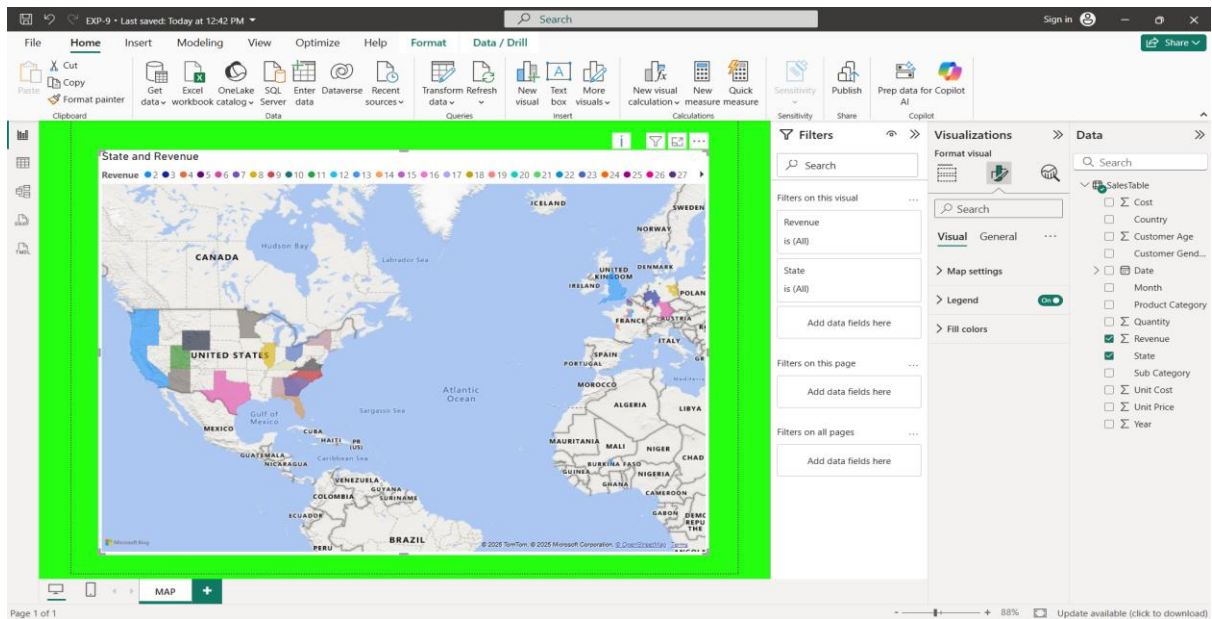 EXP-9 • Last saved: Today at 12:42 PM
Search
Sign in
File Home Insert Modeling View Optimize Help Format Data / Drill
Share
Paste
Cut
Copy
Format painter
Clipboard
Get data
Excel workbook
OneLake catalog
SQL Server
Enter data
Dataverse
Recent sources
Data
Transform data
Refresh
Queries
New visual
Text box
More visuals
Insert
New visual calculation
New measure
Quick measure
Calculations
Sensitivity
Sensitivity
Publish
Share
Prep data for AI
Copilot
Copilot
State and Revenue
Revenue 2 3 4 5 6 7 8 9 10 11 12 13 14 15 16 17 18 19 20 21 22 23 24 25 26 27
ICELAND
SWEDEN
NORWAY
Hudson Bay
CANADA
Labrador Sea
UNITED KINGDOM
DENMARK
IRELAND
POLAN
FRANCE
AUSTRIA
ITALY
UNITED STATES
SPAIN
PORTUGAL
GR
Atlantic Ocean
MOROCCO
ALGERIA
LIBYA
Gulf of Mexico
Sargasso Sea
MEXICO
CUBA
HAITI
PR (US)
GUATEMALA
NICARAGUA
Caribbean Sea
MAURITANIA
MALI
NIGER
CHAD
BURKINA FASO
GUINEA
NIGERIA
GHANA
VENEZUELA
GUYANA
COLOMBIA
SURINAME
CAMEROON
ECUADOR
GABON
DEMC
REPU
THE
BRAZIL
PERU
ANGOLA
Microsoft Bing
© 2025 TomTom, © 2025 Microsoft Corporation, © OpenStreetMap Terms
Filters
Search
Filters on this visual ...
Revenue
is (All)
State
is (All)
Add data fields here
Filters on this page ...
Add data fields here
Filters on all pages ...
Add data fields here
Visualizations
Format visual
Search
Visual General ...
Map settings
Legend On
Fill colors
Data
Search
SalesTable
Cost
Country
Customer Age
Customer Gend...
Date
Month
Product Category
Quantity
Revenue
State
Sub Category
Unit Cost
Unit Price
Year
MAP
Page 1 of 1
- + 88%
Update available (click to download)